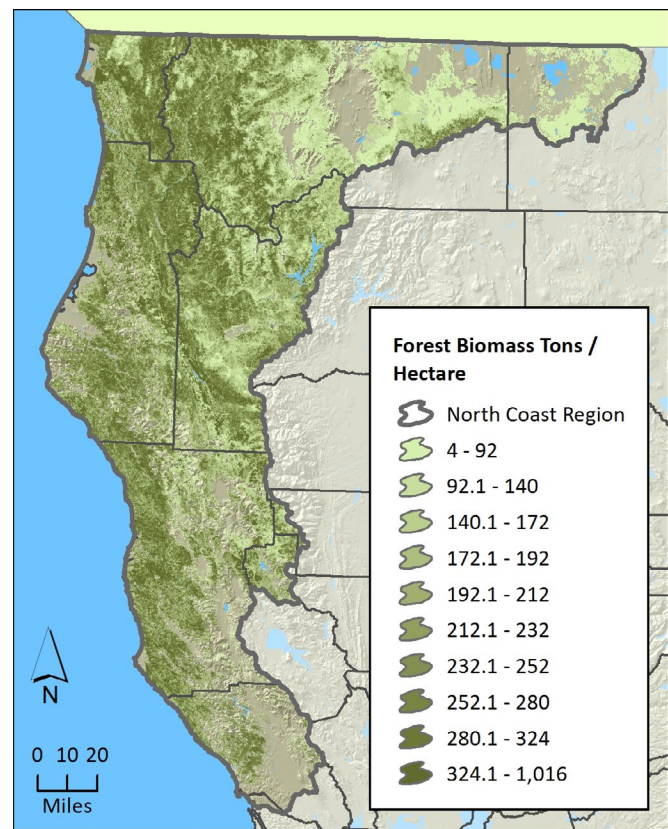 Forest Biomass Tons /
Hectare
North Coast Region
4 - 92
92.1 - 140
140.1 - 172
172.1 - 192
192.1 - 212
212.1 - 232
232.1 - 252
252.1 - 280
280.1 - 324
324.1 - 1,016
N
0 10 20
Miles